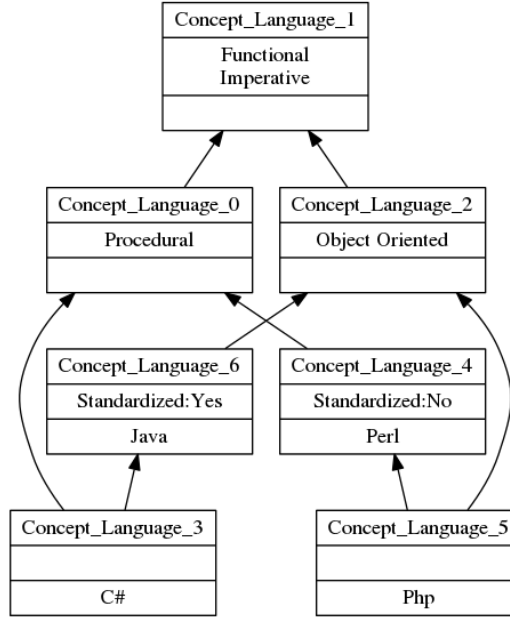 Concept_Language_1
Functional
Imperative
Concept_Language_0
Procedural
Concept_Language_2
Object Oriented
Concept_Language_6
Standardized:Yes
Java
Concept_Language_4
Standardized:No
Perl
Concept_Language_3
C#
Concept_Language_5
Php